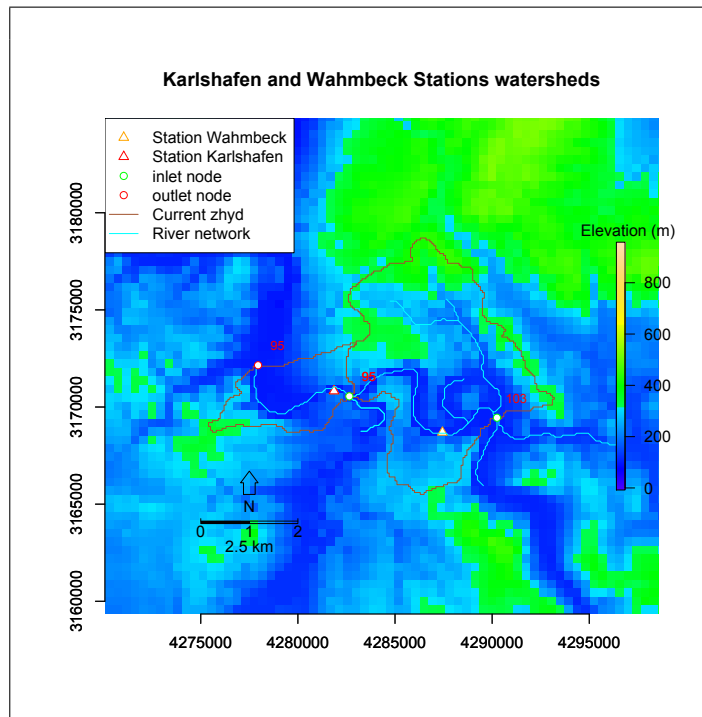 Karlshafen and Wahmbeck Stations watersheds
Station Wahmbeck
Station Karlshafen
inlet node
outlet node
Current zhyd
River network
Elevation (m)
800
600
400
200
0
3180000
3175000
3170000
3165000
3160000
95
96
103
N
0 1 2
2.5 km
4275000 4280000 4285000 4290000 4295000